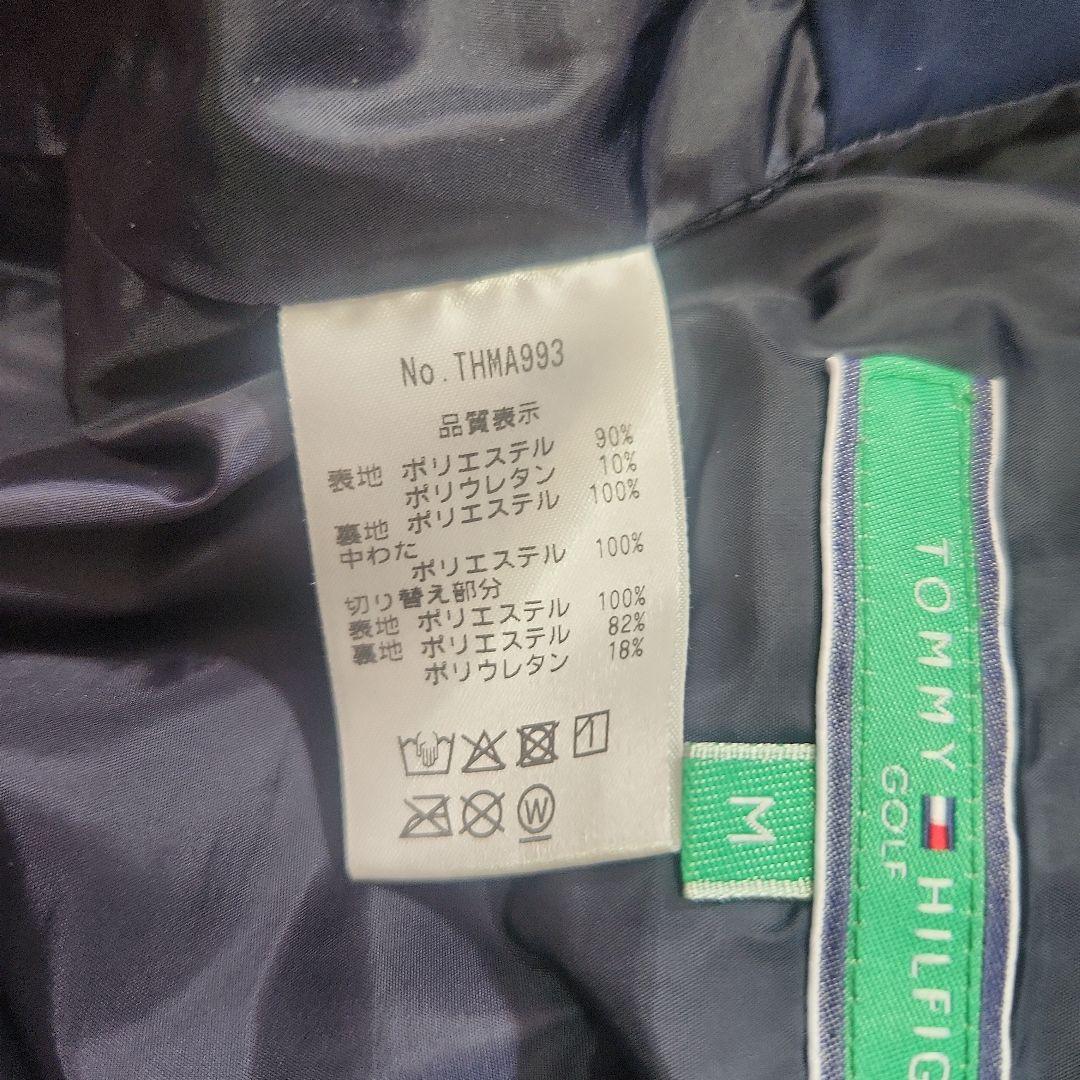 No.THMA993
品質表示
表地 ポリエステル 90%
ポリウレタン 10%
裏地 ポリエステル 100%
中わた
ポリエステル 100%
切り替え部分
表地 ポリエステル 100%
裏地 ポリエステル 82%
ポリウレタン 18%
W
M
TOMMY HILFIG
GOLF